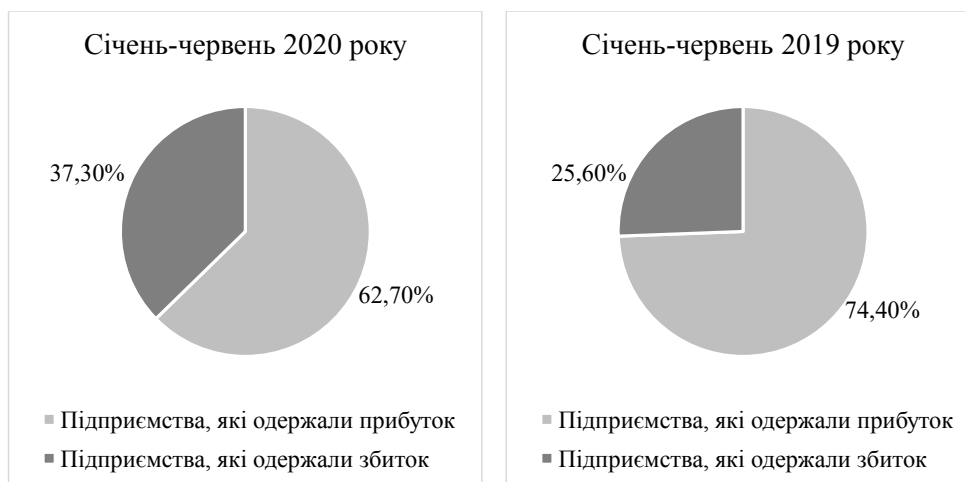 Січень-червень 2020 року
37,30%
62,70%
■ Підприємства, які одержали прибуток
■ Підприємства, які одержали збиток
Січень-червень 2019 року
25,60%
74,40%
■ Підприємства, які одержали прибуток
■ Підприємства, які одержали збиток